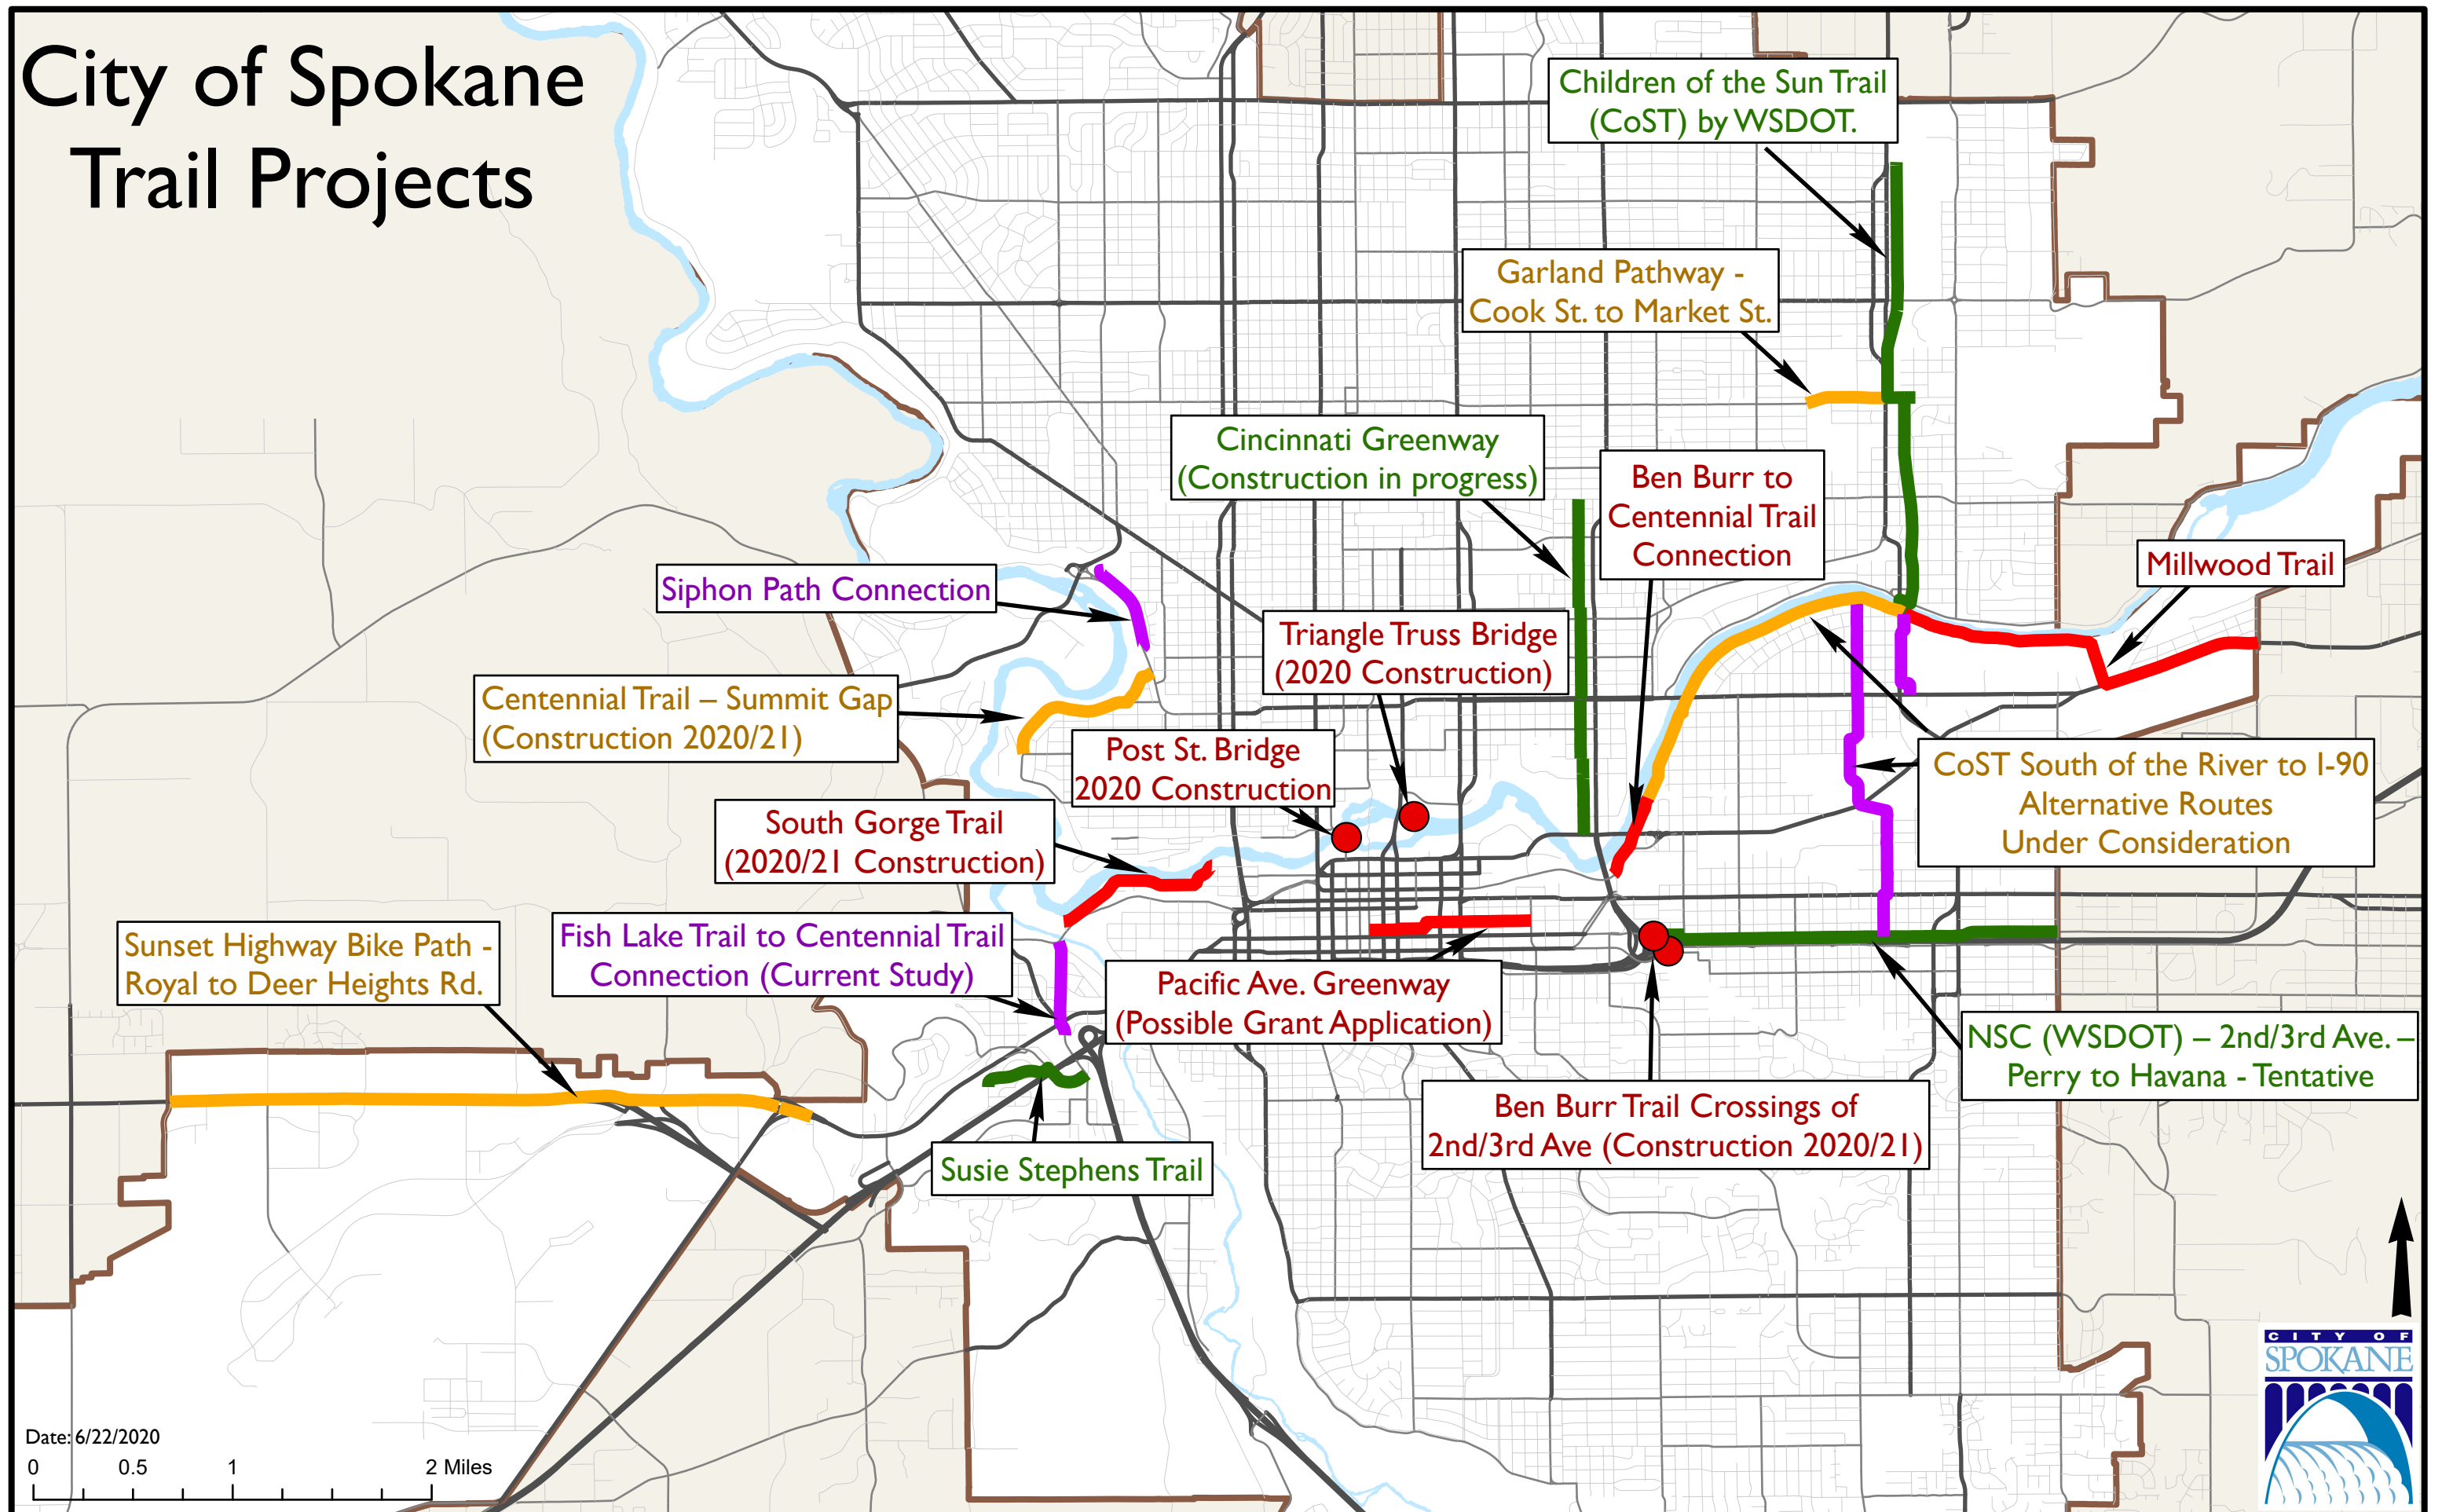 City of Spokane
Trail Projects
Children of the Sun Trail
(CoST) by WSDOT.
Garland Pathway -
Cook St. to Market St.
Cincinnati Greenway
(Construction in progress)
Ben Burr to
Centennial Trail
Connection
Millwood Trail
Siphon Path Connection
Triangle Truss Bridge
(2020 Construction)
Centennial Trail – Summit Gap
(Construction 2020/21)
Post St. Bridge
2020 Construction
CoST South of the River to I-90
Alternative Routes
Under Consideration
South Gorge Trail
(2020/21 Construction)
Sunset Highway Bike Path -
Royal to Deer Heights Rd.
Fish Lake Trail to Centennial Trail
Connection (Current Study)
Pacific Ave. Greenway
(Possible Grant Application)
NSC (WSDOT) – 2nd/3rd Ave. –
Perry to Havana - Tentative
Ben Burr Trail Crossings of
2nd/3rd Ave (Construction 2020/21)
Susie Stephens Trail
CITY OF
SPOKANE
Date: 6/22/2020
0 0.5 1 2 Miles